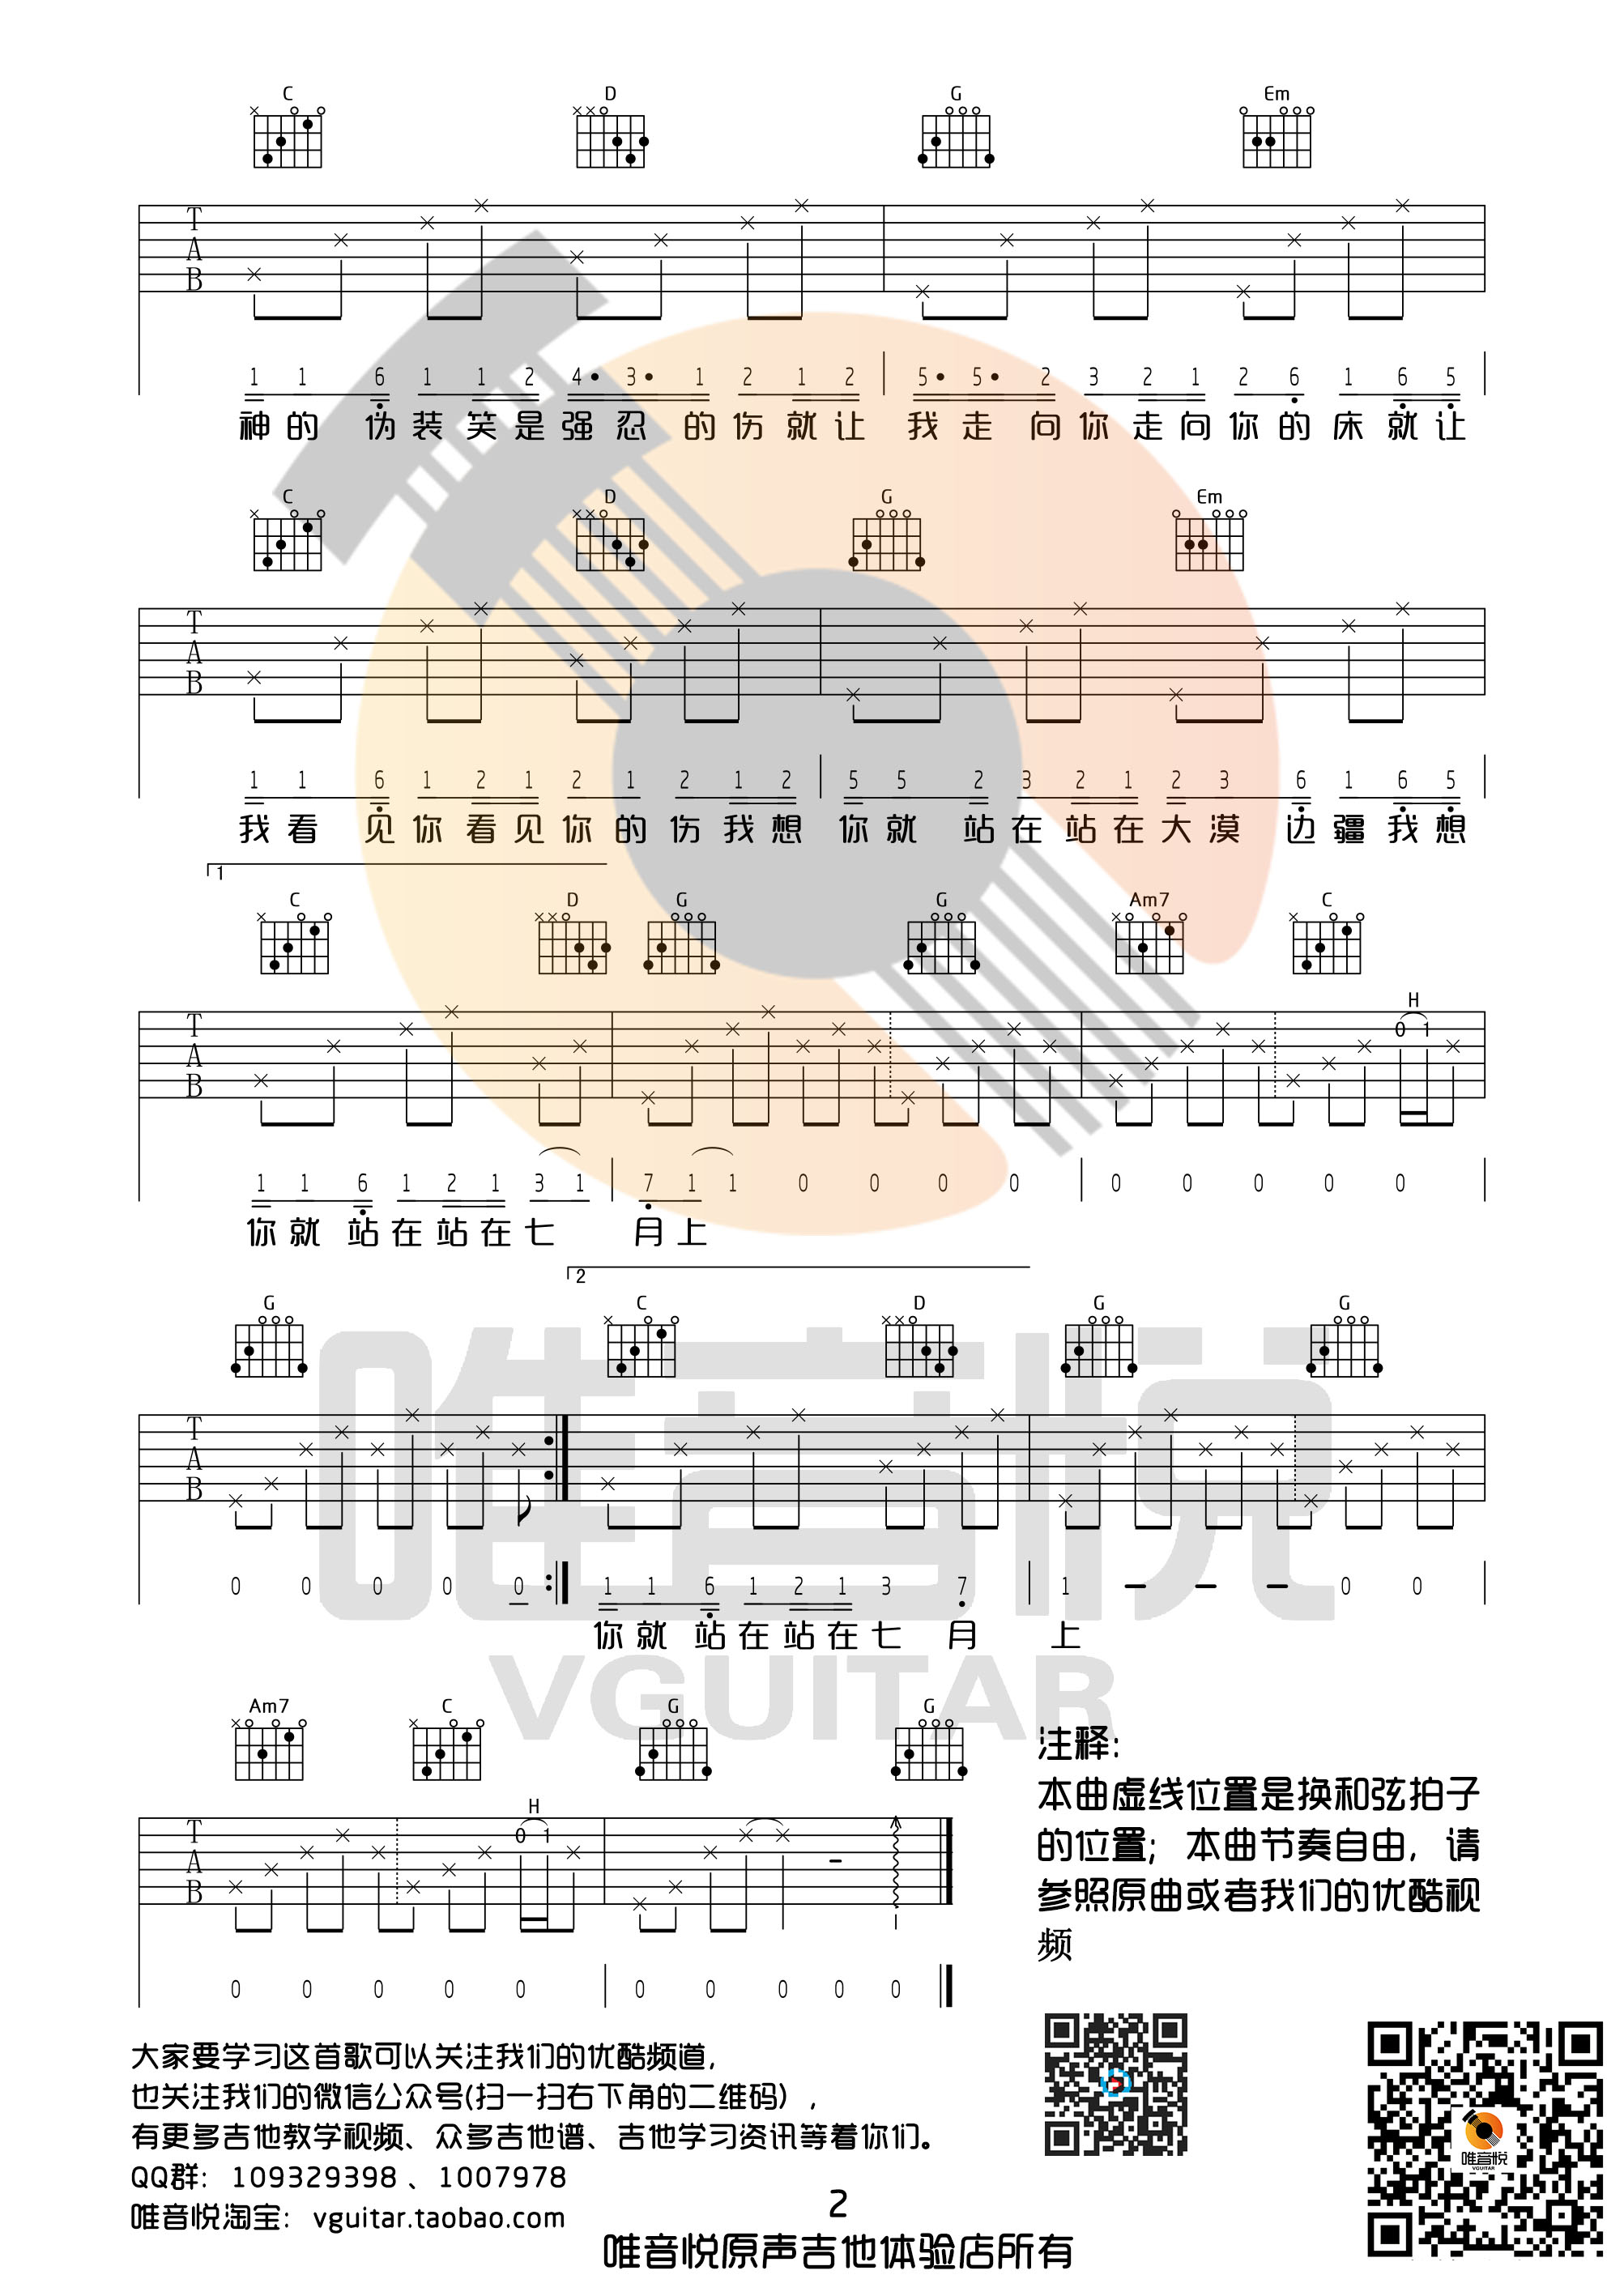 C D G Em
T A B
1 1 6 1 1 2 4• 3• 1 2 1 2 5• 5• 2 3 2 1 2 6 1 6 5
神的 伪装笑是强忍 的伤就让 我走 向你走向你的床就让
C D G Em
T A B
1 1 6 1 2 1 2 1 2 1 2 5 5 2 3 2 1 2 3 6 1 6 5
我看 见你看见你的伤我想 你就 站在站在大漠 边疆我想
1
C D G G Am7 C
H
T A B 0 1
1 1 6 1 2 1 3 1 7 1 1 0 0 0 0 0 0 0 0 0
你就 站在站在七 月上
2
G C D G G
T A B
0 0 0 0 0 1 1 6 1 2 1 3 7 1 - - - 0 0
你就 站在站在七 月 上
唯音悦
VGUITAR
Am7 C G G
H
T A B 0 1
0 0 0 0 0 0 0 0 0 0
注释:
本曲虚线位置是换和弦拍子
的位置; 本曲节奏自由, 请
参照原曲或者我们的优酷视
频
大家要学习这首歌可以关注我们的优酷频道,
也关注我们的微信公众号(扫一扫右下角的二维码) ,
有更多吉他教学视频、众多吉他谱、吉他学习资讯等着你们。
QQ群: 109329398 、1007978
唯音悦淘宝: vguitar.taobao.com
唯音悦
VGUITAR
2
唯音悦原声吉他体验店所有